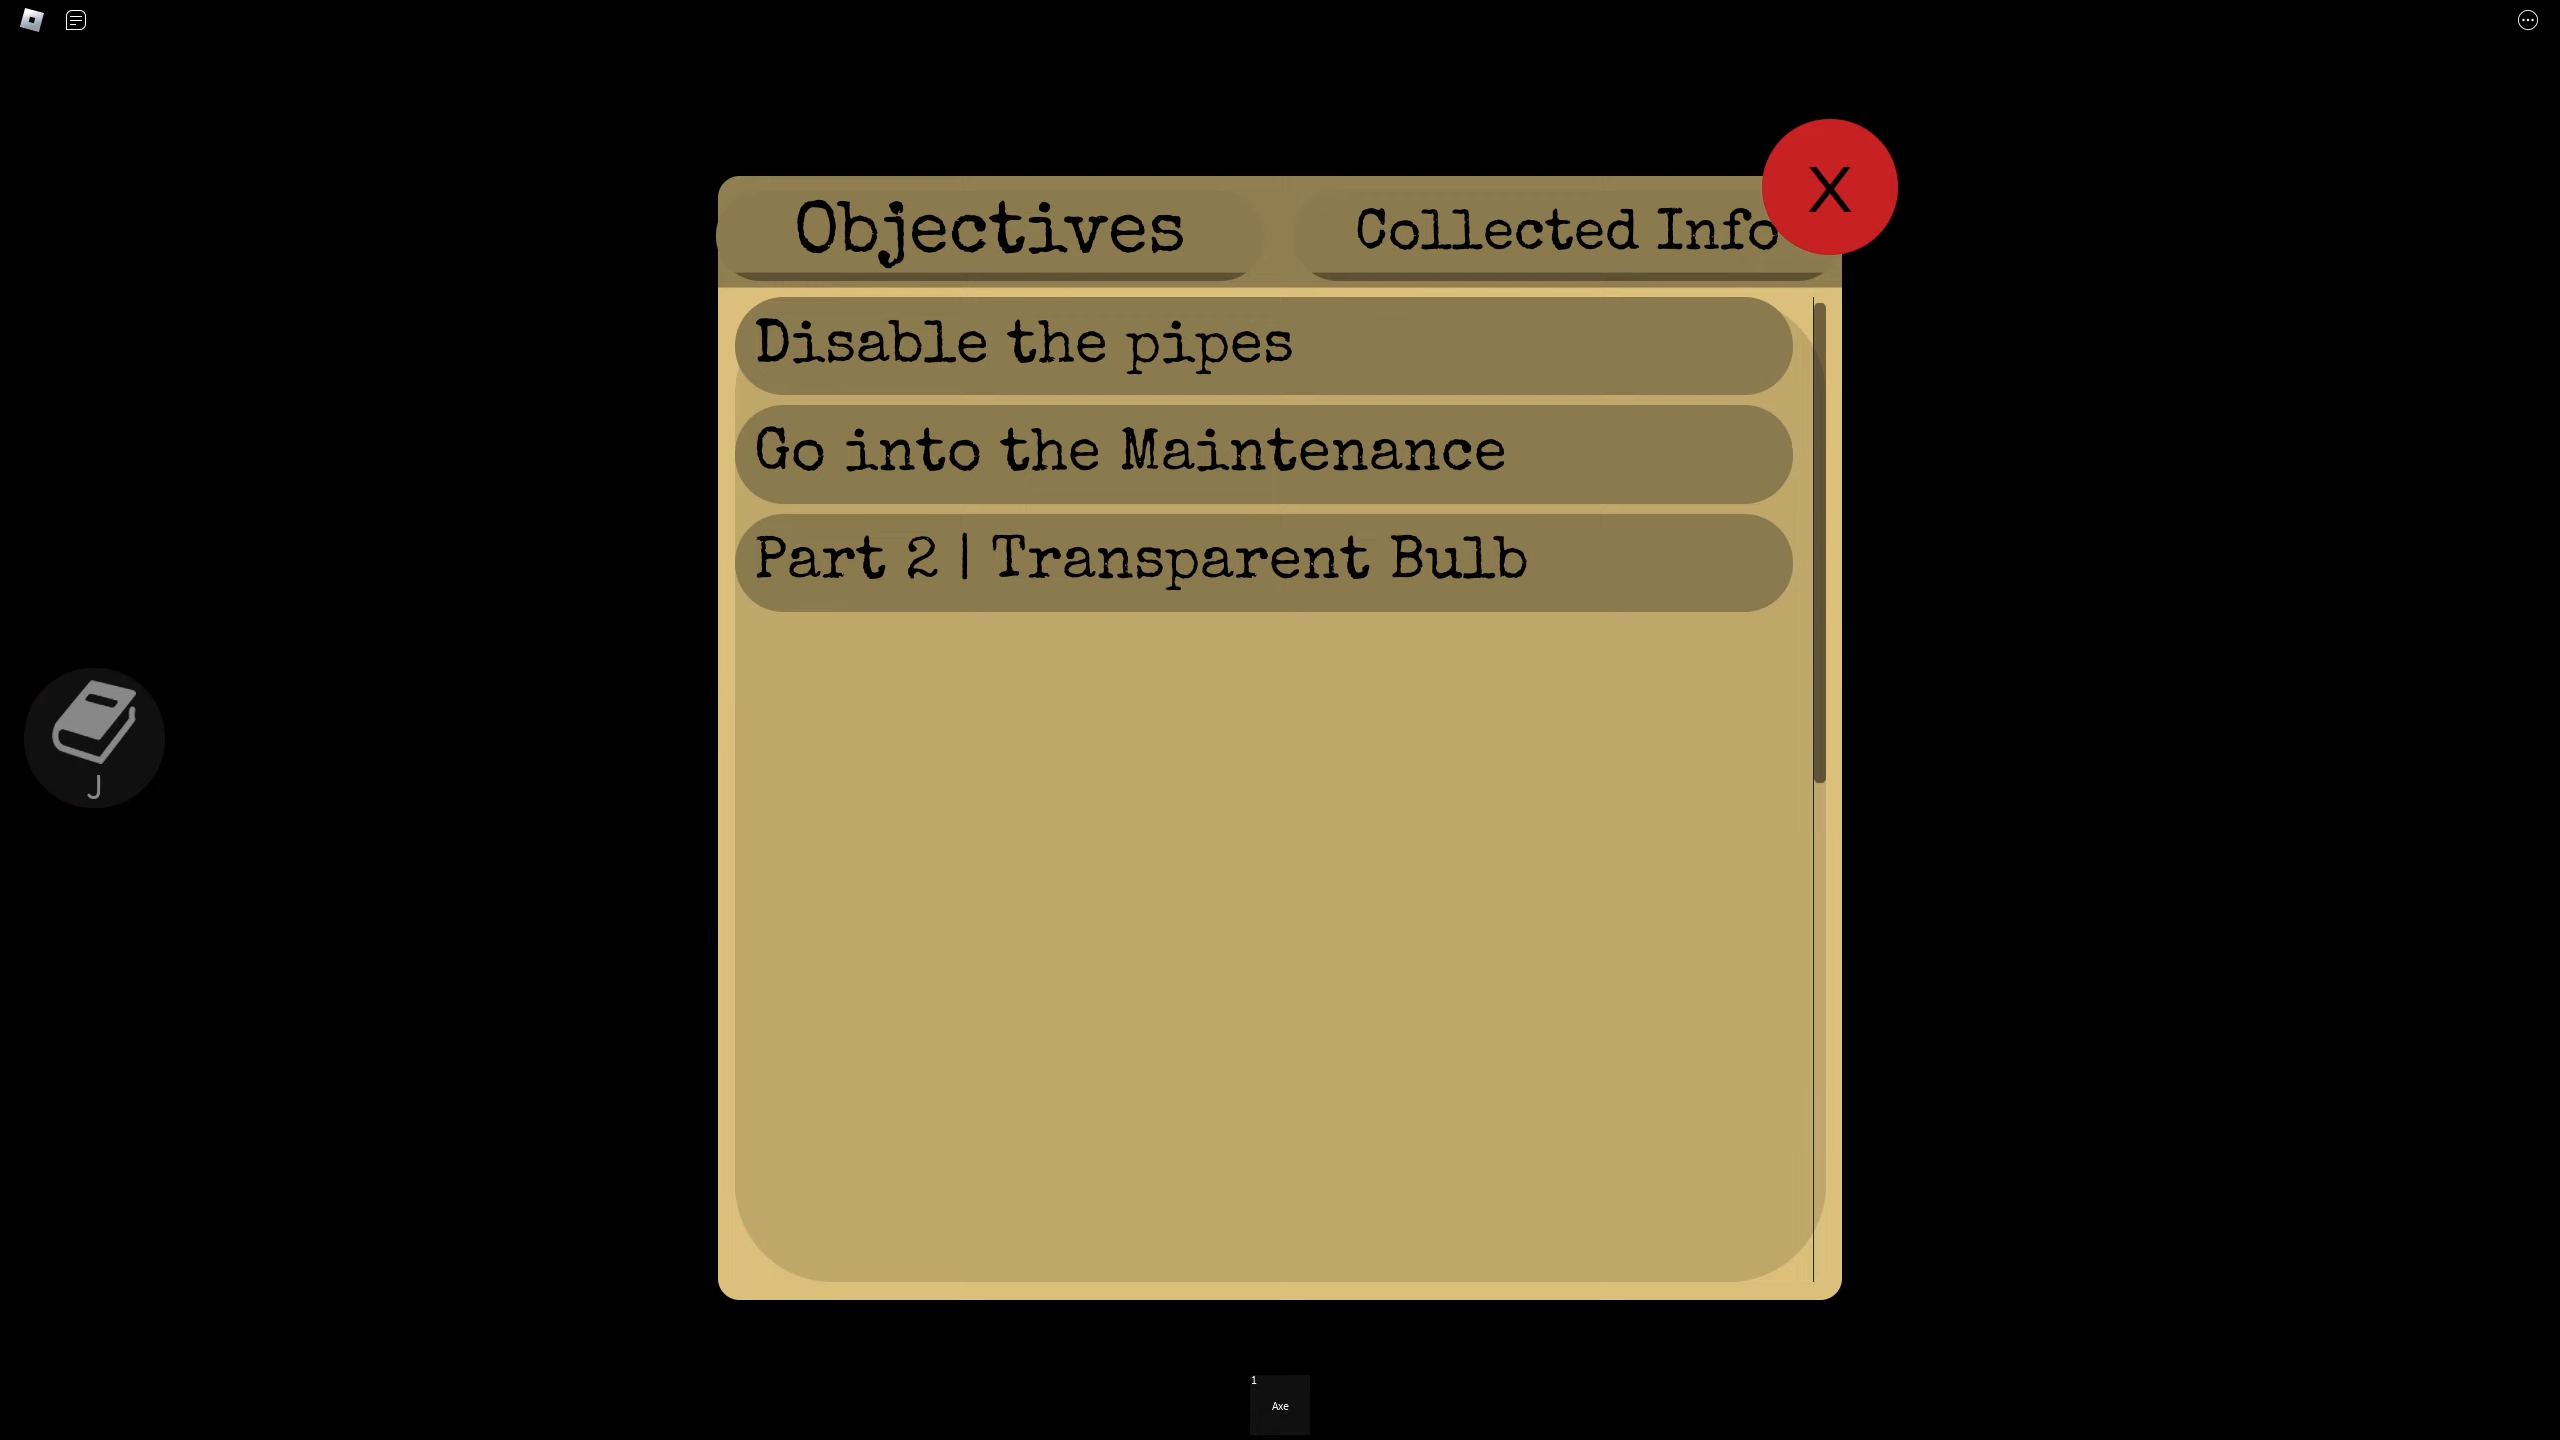 Objectives
Collected Info
X
Disable the pipes
Go into the Maintenance
Part 2 | Transparent Bulb
J
1
Axe